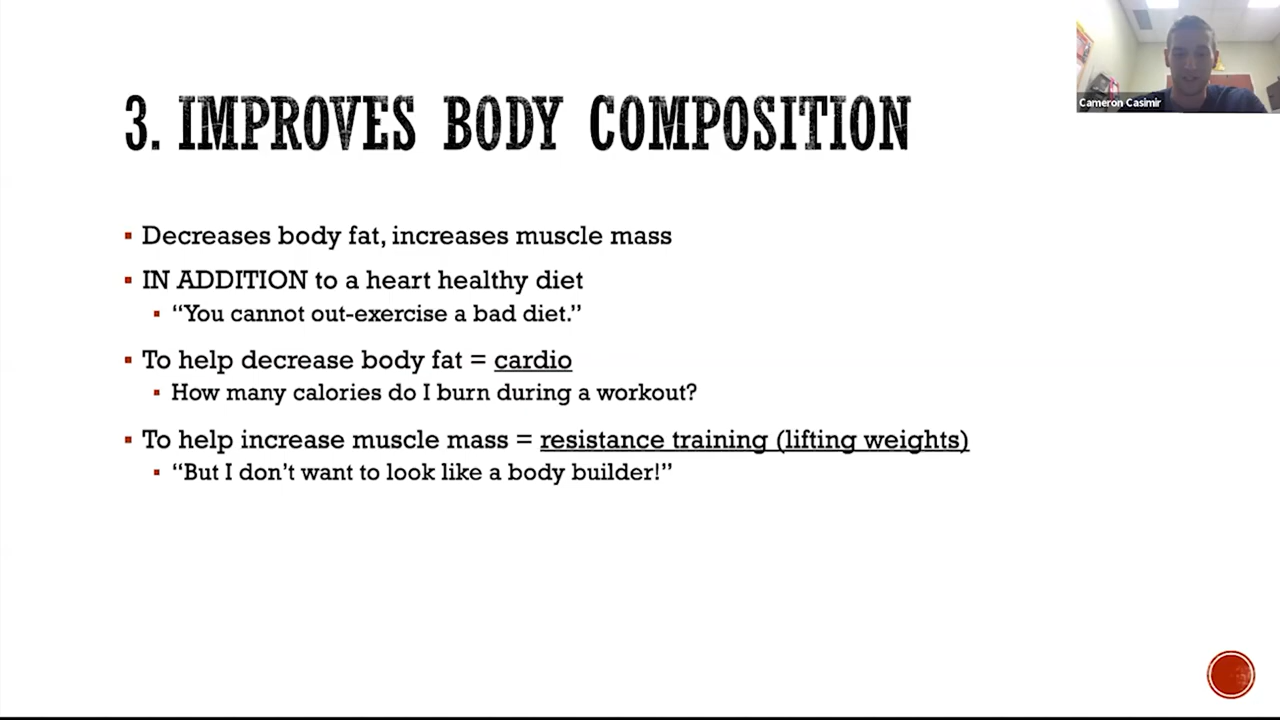 Cameron Casimir
3. IMPROVES BODY COMPOSITION
Decreases body fat, increases muscle mass
IN ADDITION to a heart healthy diet
“You cannot out-exercise a bad diet.”
To help decrease body fat = cardio
How many calories do I burn during a workout?
To help increase muscle mass = resistance training (lifting weights)
“But I don’t want to look like a body builder!”